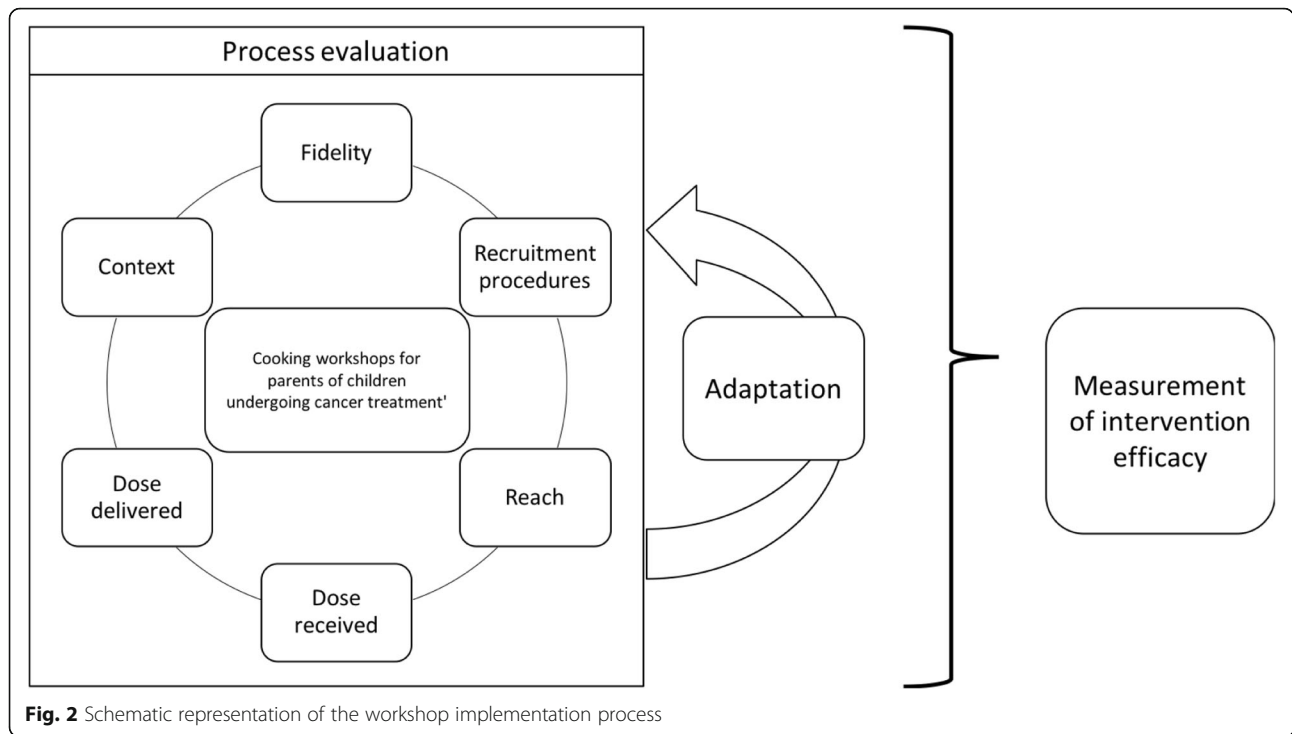 Process evaluation
Fidelity
Context
Recruitment
procedures
Cooking workshops for
parents of children
undergoing cancer treatment'
Dose
delivered
Reach
Dose
received
Adaptation
Measurement
of intervention
efficacy
Fig. 2 Schematic representation of the workshop implementation process